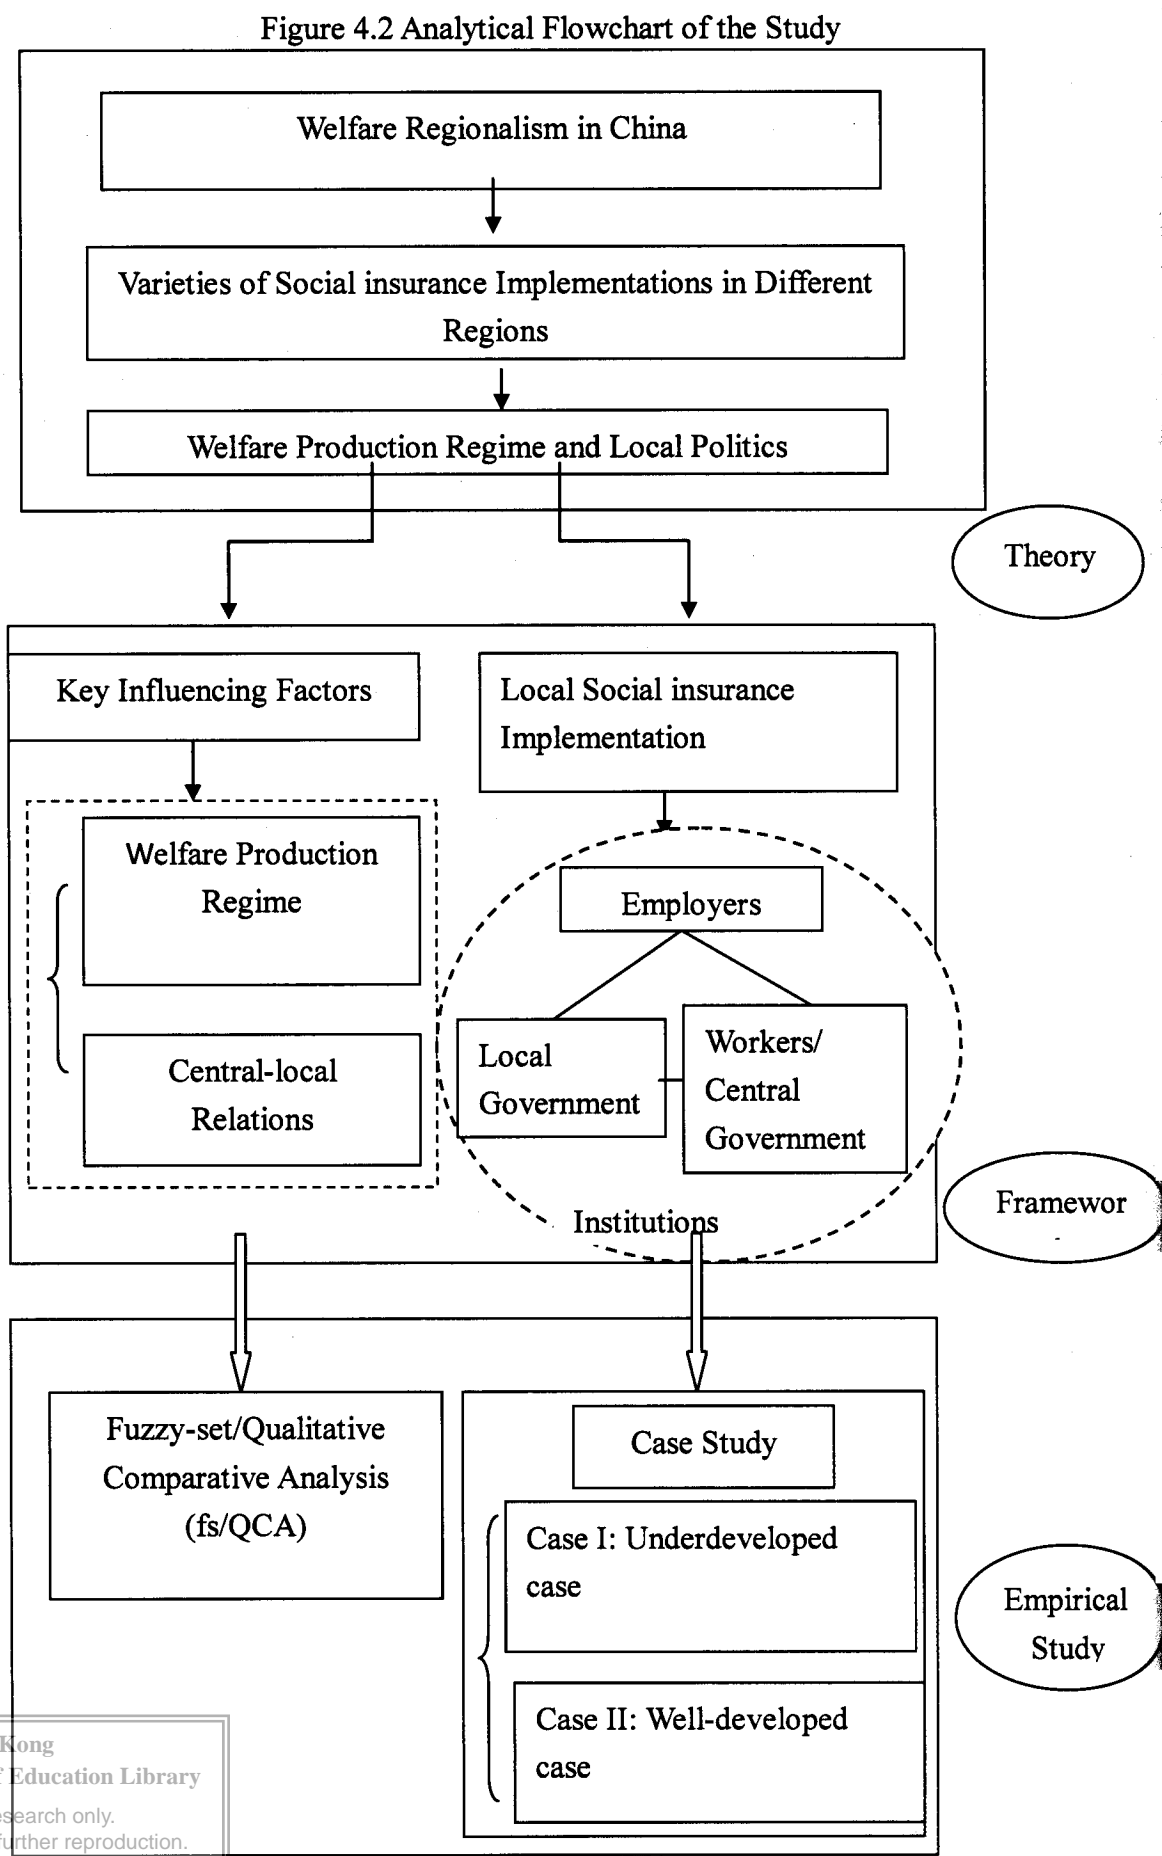 Figure 4.2 Analytical Flowchart of the Study
Welfare Regionalism in China
Varieties of Social insurance Implementations in Different
Regions
Welfare Production Regime and Local Politics
Theory
Key Influencing Factors
Local Social insurance
Implementation
Welfare Production
Regime
Central-local
Relations
Employers
Local
Government
Workers/
Central
Government
Institutions
Framewor
Fuzzy-set/Qualitative
Comparative Analysis
(fs/QCA)
Case Study
Case I: Underdeveloped
case
Case II: Well-developed
case
Empirical
Study
Kong
Education Library
search only.
further reproduction.